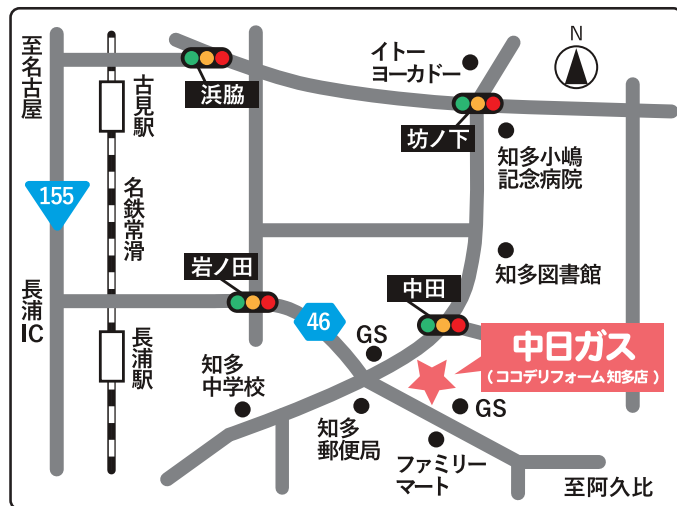 至名古屋
古見駅
浜脇
イトー
ヨーカドー
N
坊ノ下
知多小嶋
記念病院
155
名鉄常滑
知多図書館
岩ノ田
中田
長浦
IC
46
長浦駅
GS
中日ガス
(ココデリフォーム知多店)
知多
中学校
GS
知多
郵便局
ファミリー
マート
至阿久比